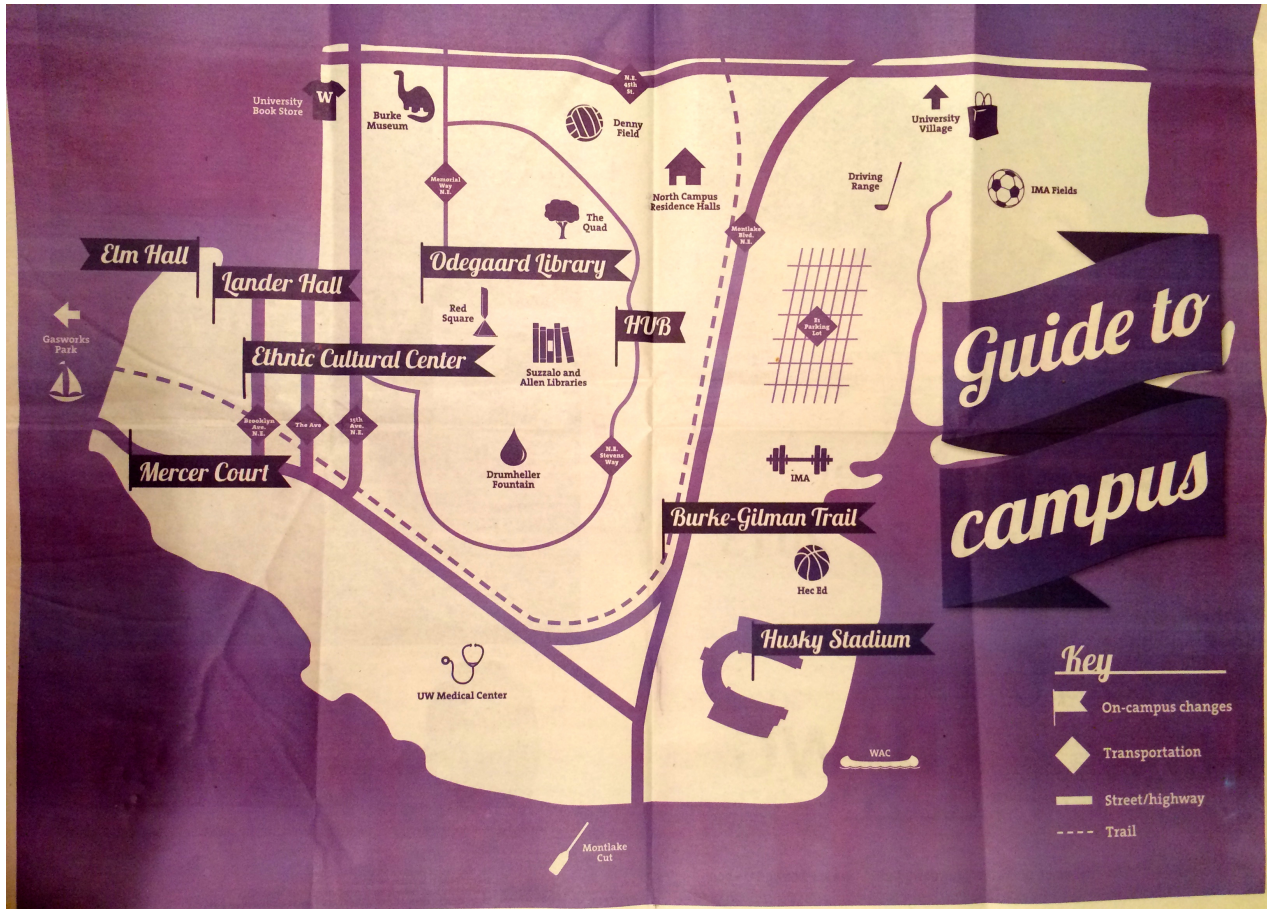 N.E.
45th
St.
University
Book Store
W
Burke
Museum
Denny
Field
University
Village
Memorial
Way
N.E.
North Campus
Residence Halls
Driving
Range
IMA Fields
The
Quad
Montlake
Blvd.
N.E.
Elm Hall
Lander Hall
Odegaard Library
Red
Square
HUB
E1
Parking
Lot
Guide to
campus
Gasworks
Park
Ethnic Cultural Center
Suzzalo and
Allen Libraries
Brooklyn
Ave.
N.E.
The Ave
15th
Ave.
N.E.
Mercer Court
Drumheller
Fountain
N.E.
Stevens
Way
IMA
Burke-Gilman Trail
Hec Ed
Husky Stadium
UW Medical Center
WAC
Montlake
Cut
Key
On-campus changes
Transportation
Street/highway
Trail